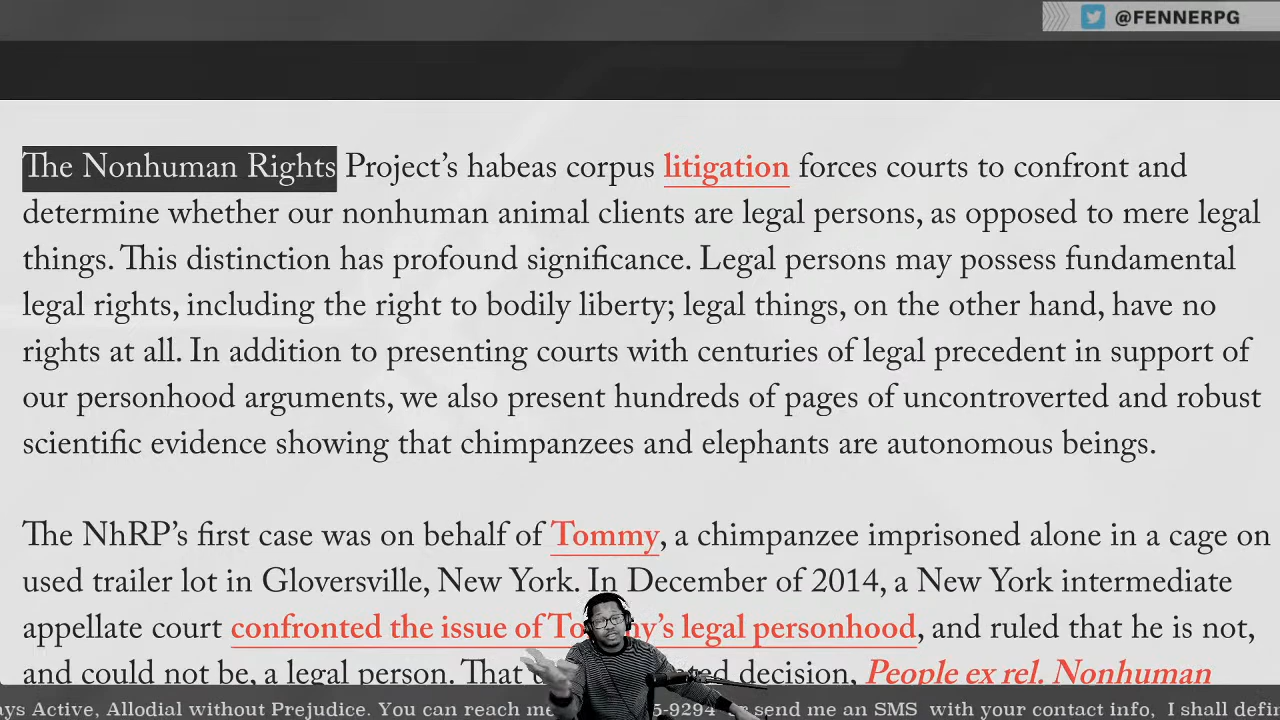 @FENNERPG
The Nonhuman Rights Project’s habeas corpus litigation forces courts to confront and
determine whether our nonhuman animal clients are legal persons, as opposed to mere legal
things. This distinction has profound significance. Legal persons may possess fundamental
legal rights, including the right to bodily liberty; legal things, on the other hand, have no
rights at all. In addition to presenting courts with centuries of legal precedent in support of
our personhood arguments, we also present hundreds of pages of uncontroverted and robust
scientific evidence showing that chimpanzees and elephants are autonomous beings.
The NhRP’s first case was on behalf of Tommy, a chimpanzee imprisoned alone in a cage on
used trailer lot in Gloversville, New York. In December of 2014, a New York intermediate
appellate court confronted the issue of To y’s legal personhood, and ruled that he is not,
and could not be, a legal person. That decision, People ex rel. Nonhuman
ys Active, Allodial without Prejudice. You can reach me 5-9294 send me an SMS with your contact info, I shall defin